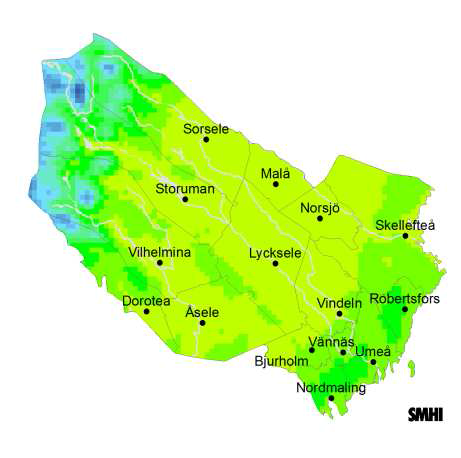 Sorsele
Malå
Storuman
Norsjö
Skellefteå
Vilhelmina
Lycksele
Dorotea
Åsele
Vindeln
Robertsfors
Vännäs
Bjurholm
Umeå
Nordmaling
SMHI